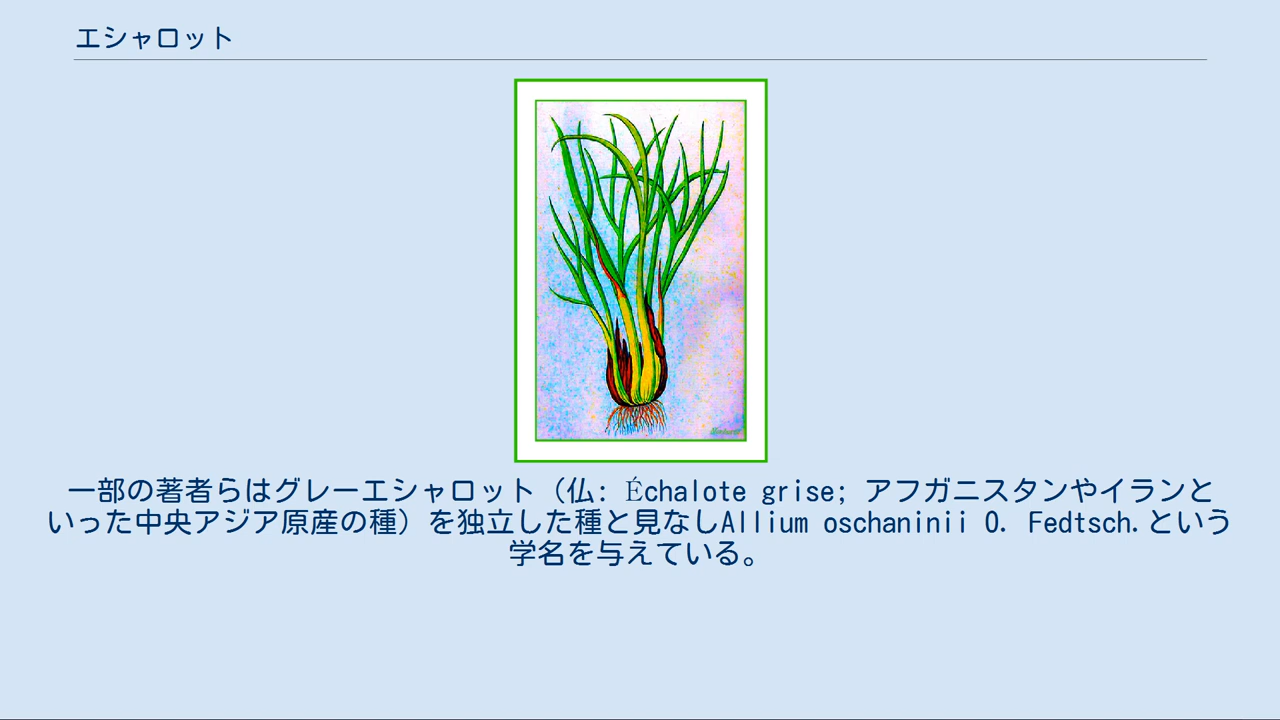 エシャロット
一部の著者らはグレーエシャロット（仏: Échalote grise; アフガニスタンやイランと
いった中央アジア原産の種）を独立した種と見なしAllium oschaninii O. Fedtsch.という
学名を与えている。